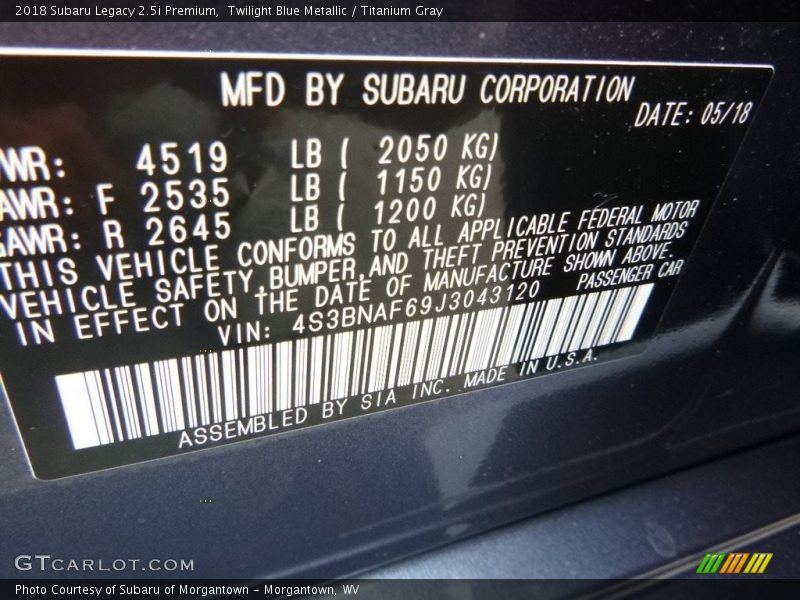 2018 Subaru Legacy 2.5i Premium,  Twilight Blue Metallic / Titanium Gray
MFD BY SUBARU CORPORATION
DATE: 05/18
WR: 4519 LB ( 2050 KG)
AWR: F 2535 LB ( 1150 KG)
GAWR: R 2645 LB ( 1200 KG)
THIS VEHICLE CONFORMS TO ALL APPLICABLE FEDERAL MOTOR
VEHICLE SAFETY,BUMPER,AND THEFT PREVENTION STANDARDS
IN EFFECT ON THE DATE OF MANUFACTURE SHOWN ABOVE.
VIN: 4S3BNAF69J3043120 PASSENGER CAR
ASSEMBLED BY SIA INC. MADE IN U.S.A.
GTCARLOT.COM
Photo Courtesy of Subaru of Morgantown - Morgantown, WV